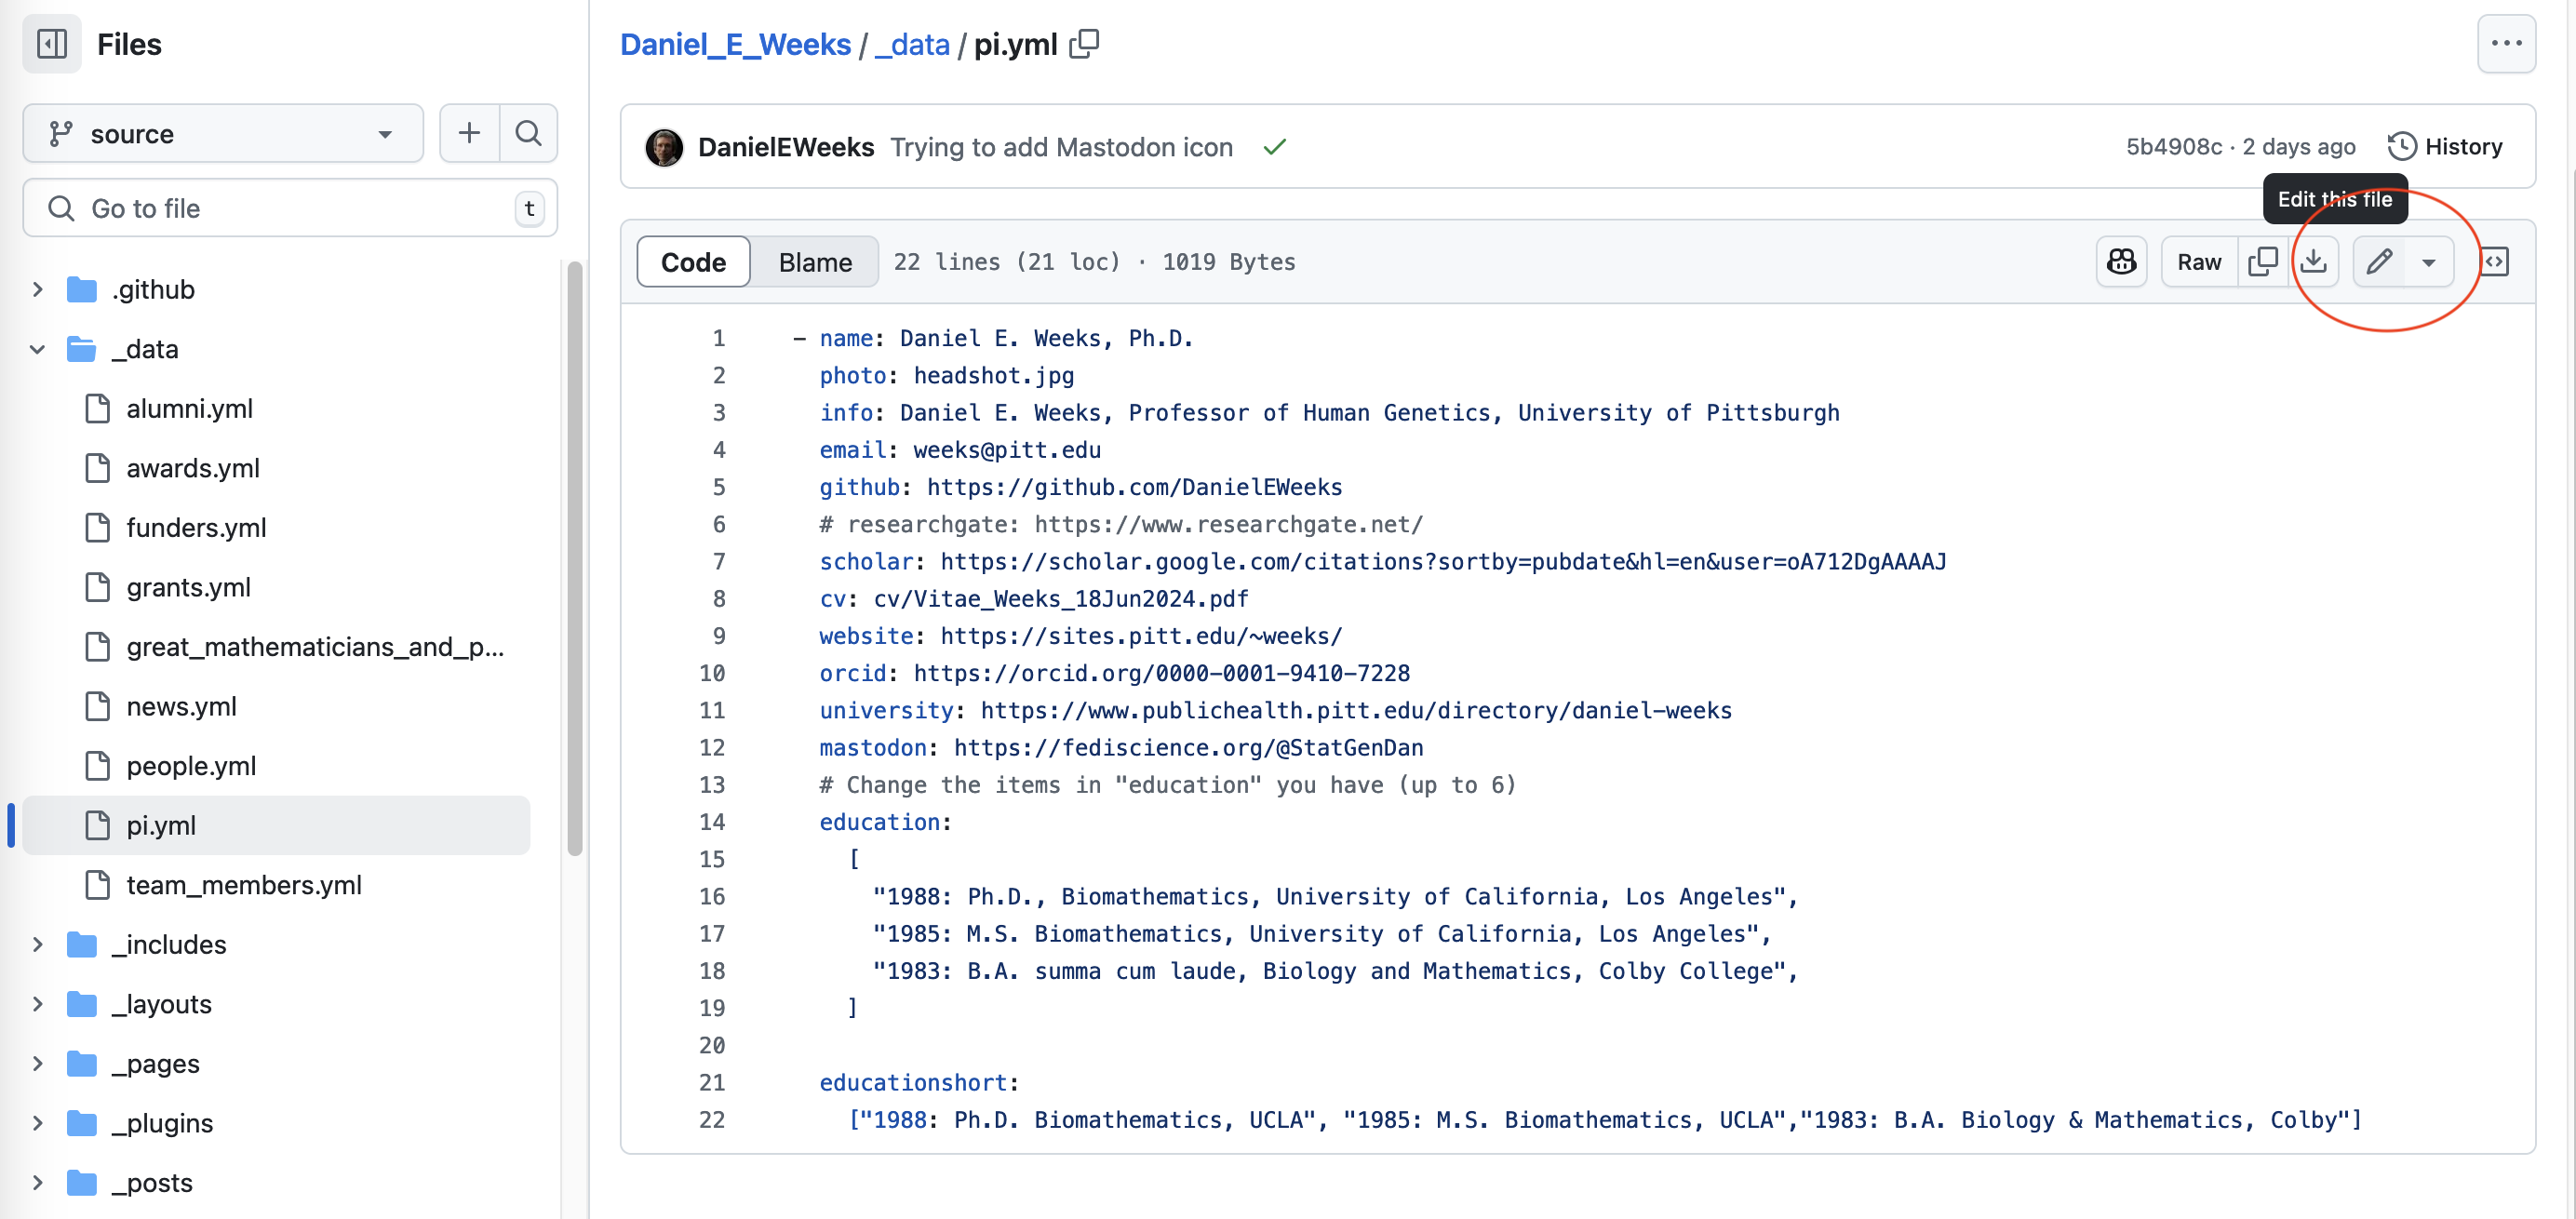 Files
source
Go to file
t
.github
_data
alumni.yml
awards.yml
funders.yml
grants.yml
great_mathematicians_and_p...
news.yml
people.yml
pi.yml
team_members.yml
_includes
_layouts
_pages
_plugins
_posts
Daniel_E_Weeks / _data / pi.yml
DanielEWeeks Trying to add Mastodon icon
5b4908c · 2 days ago History
Edit this file
Code Blame 22 lines (21 loc) · 1019 Bytes
Raw
1 - name: Daniel E. Weeks, Ph.D.
2 photo: headshot.jpg
3 info: Daniel E. Weeks, Professor of Human Genetics, University of Pittsburgh
4 email: weeks@pitt.edu
5 github: https://github.com/DanielEWeeks
6 # researchgate: https://www.researchgate.net/
7 scholar: https://scholar.google.com/citations?sortby=pubdate&hl=en&user=oA712DgAAAAJ
8 cv: cv/Vitae_Weeks_18Jun2024.pdf
9 website: https://sites.pitt.edu/~weeks/
10 orcid: https://orcid.org/0000-0001-9410-7228
11 university: https://www.publichealth.pitt.edu/directory/daniel-weeks
12 mastodon: https://fediscience.org/@StatGenDan
13 # Change the items in "education" you have (up to 6)
14 education:
15 [
16 "1988: Ph.D., Biomathematics, University of California, Los Angeles",
17 "1985: M.S. Biomathematics, University of California, Los Angeles",
18 "1983: B.A. summa cum laude, Biology and Mathematics, Colby College",
19 ]
20
21 educationshort:
22 ["1988: Ph.D. Biomathematics, UCLA", "1985: M.S. Biomathematics, UCLA","1983: B.A. Biology & Mathematics, Colby"]